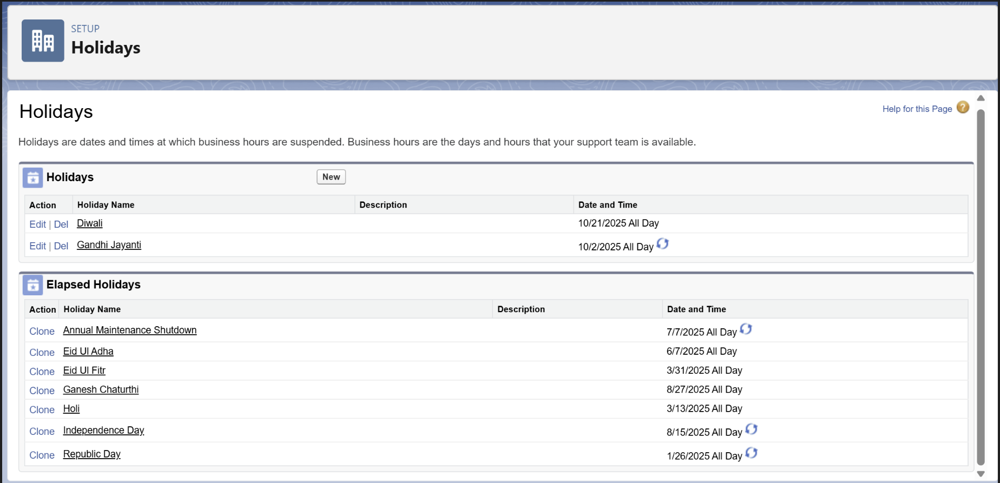 SETUP
Holidays
Holidays
Help for this Page ?
Holidays are dates and times at which business hours are suspended. Business hours are the days and hours that your support team is available.
Holidays New
Action Holiday Name Description Date and Time
Edit | Del Diwali 10/21/2025 All Day
Edit | Del Gandhi Jayanti 10/2/2025 All Day
Elapsed Holidays
Action Holiday Name Description Date and Time
Clone Annual Maintenance Shutdown 7/7/2025 All Day
Clone Eid Ul Adha 6/7/2025 All Day
Clone Eid Ul Fitr 3/31/2025 All Day
Clone Ganesh Chaturthi 8/27/2025 All Day
Clone Holi 3/13/2025 All Day
Clone Independence Day 8/15/2025 All Day
Clone Republic Day 1/26/2025 All Day